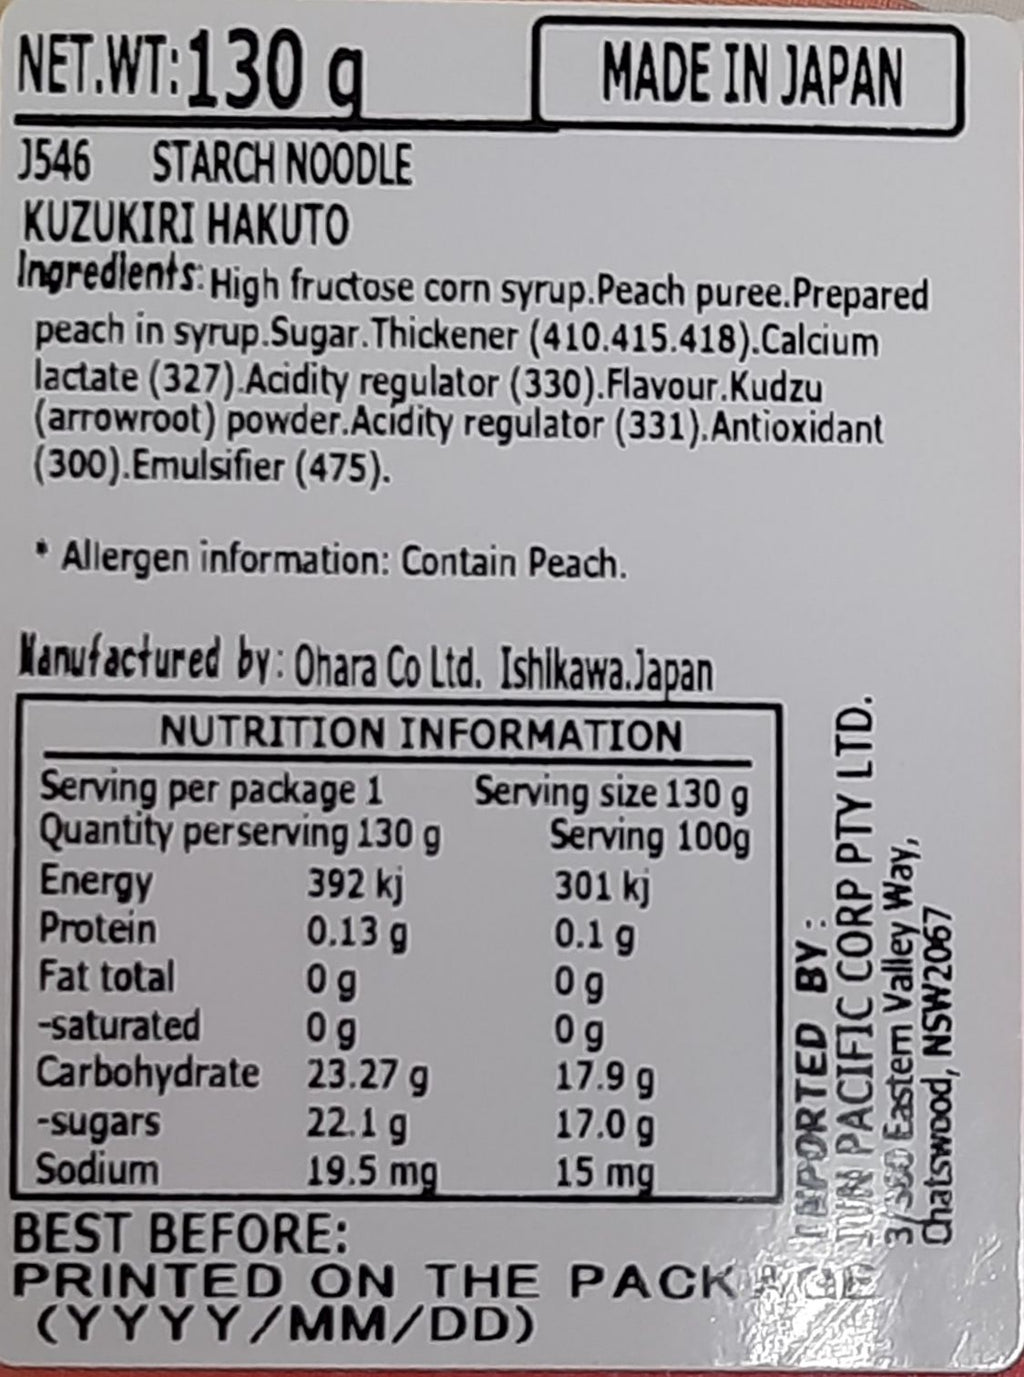 NET.WT:130 g
MADE IN JAPAN
J546 STARCH NOODLE
KUZUKIRI HAKUTO
Ingredients: High fructose corn syrup.Peach puree.Prepared
peach in syrup.Sugar.Thickener (410.415.418).Calcium
lactate (327).Acidity regulator (330).Flavour.Kudzu
(arrowroot) powder.Acidity regulator (331).Antioxidant
(300).Emulsifier (475).
* Allergen information: Contain Peach.
Manufactured by: Ohara Co Ltd. Ishikawa.Japan
NUTRITION INFORMATION
Serving per package 1 Serving size 130 g
Quantity perserving 130 g Serving 100g
Energy 392 kj 301 kj
Protein 0.13 g 0.1 g
Fat total 0 g 0 g
-saturated 0 g 0 g
Carbohydrate 23.27 g 17.9 g
-sugars 22.1 g 17.0 g
Sodium 19.5 mg 15 mg
BEST BEFORE:
PRINTED ON THE PACKAGE
(YYYY/MM/DD)
IMPORTED BY:
JUN PACIFIC CORP PTY LTD.
Eastern Valley Way,
Chatswood, NSW2067